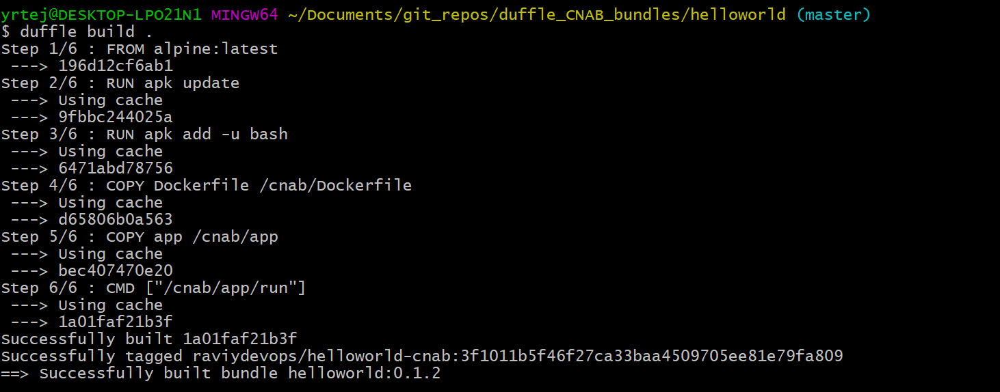 yrtej@DESKTOP-LPO21N1 MINGW64 ~/Documents/git_repos/duffle_CNAB_bundles/helloworld (master)
$ duffle build .
Step 1/6 : FROM alpine:latest
 ---> 196d12cf6ab1
Step 2/6 : RUN apk update
 ---> Using cache
 ---> 9fbbc244025a
Step 3/6 : RUN apk add -u bash
 ---> Using cache
 ---> 6471abd78756
Step 4/6 : COPY Dockerfile /cnab/Dockerfile
 ---> Using cache
 ---> d65806b0a563
Step 5/6 : COPY app /cnab/app
 ---> Using cache
 ---> bec407470e20
Step 6/6 : CMD ["/cnab/app/run"]
 ---> Using cache
 ---> 1a01faf21b3f
Successfully built 1a01faf21b3f
Successfully tagged raviydevops/helloworld-cnab:3f1011b5f46f27ca33baa4509705ee81e79fa809
==> Successfully built bundle helloworld:0.1.2